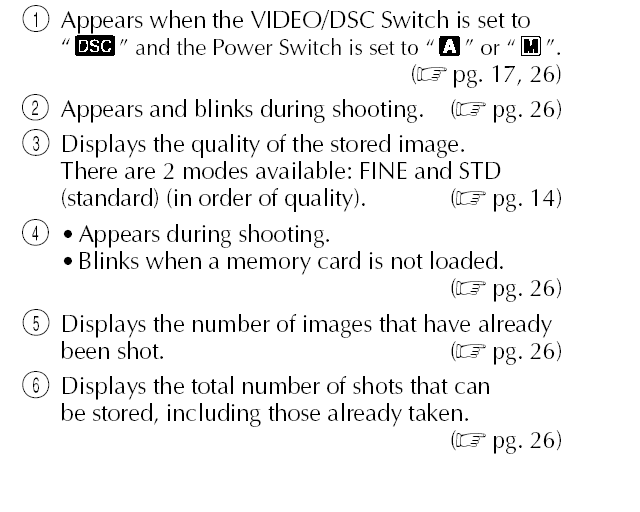 ① Appears when the VIDEO/DSC Switch is set to
“ DSC ” and the Power Switch is set to “ A ” or “ M ”.
(☞ pg. 17, 26)
② Appears and blinks during shooting. (☞ pg. 26)
③ Displays the quality of the stored image.
There are 2 modes available: FINE and STD
(standard) (in order of quality). (☞ pg. 14)
④ • Appears during shooting.
• Blinks when a memory card is not loaded.
(☞ pg. 26)
⑤ Displays the number of images that have already
been shot. (☞ pg. 26)
⑥ Displays the total number of shots that can
be stored, including those already taken.
(☞ pg. 26)